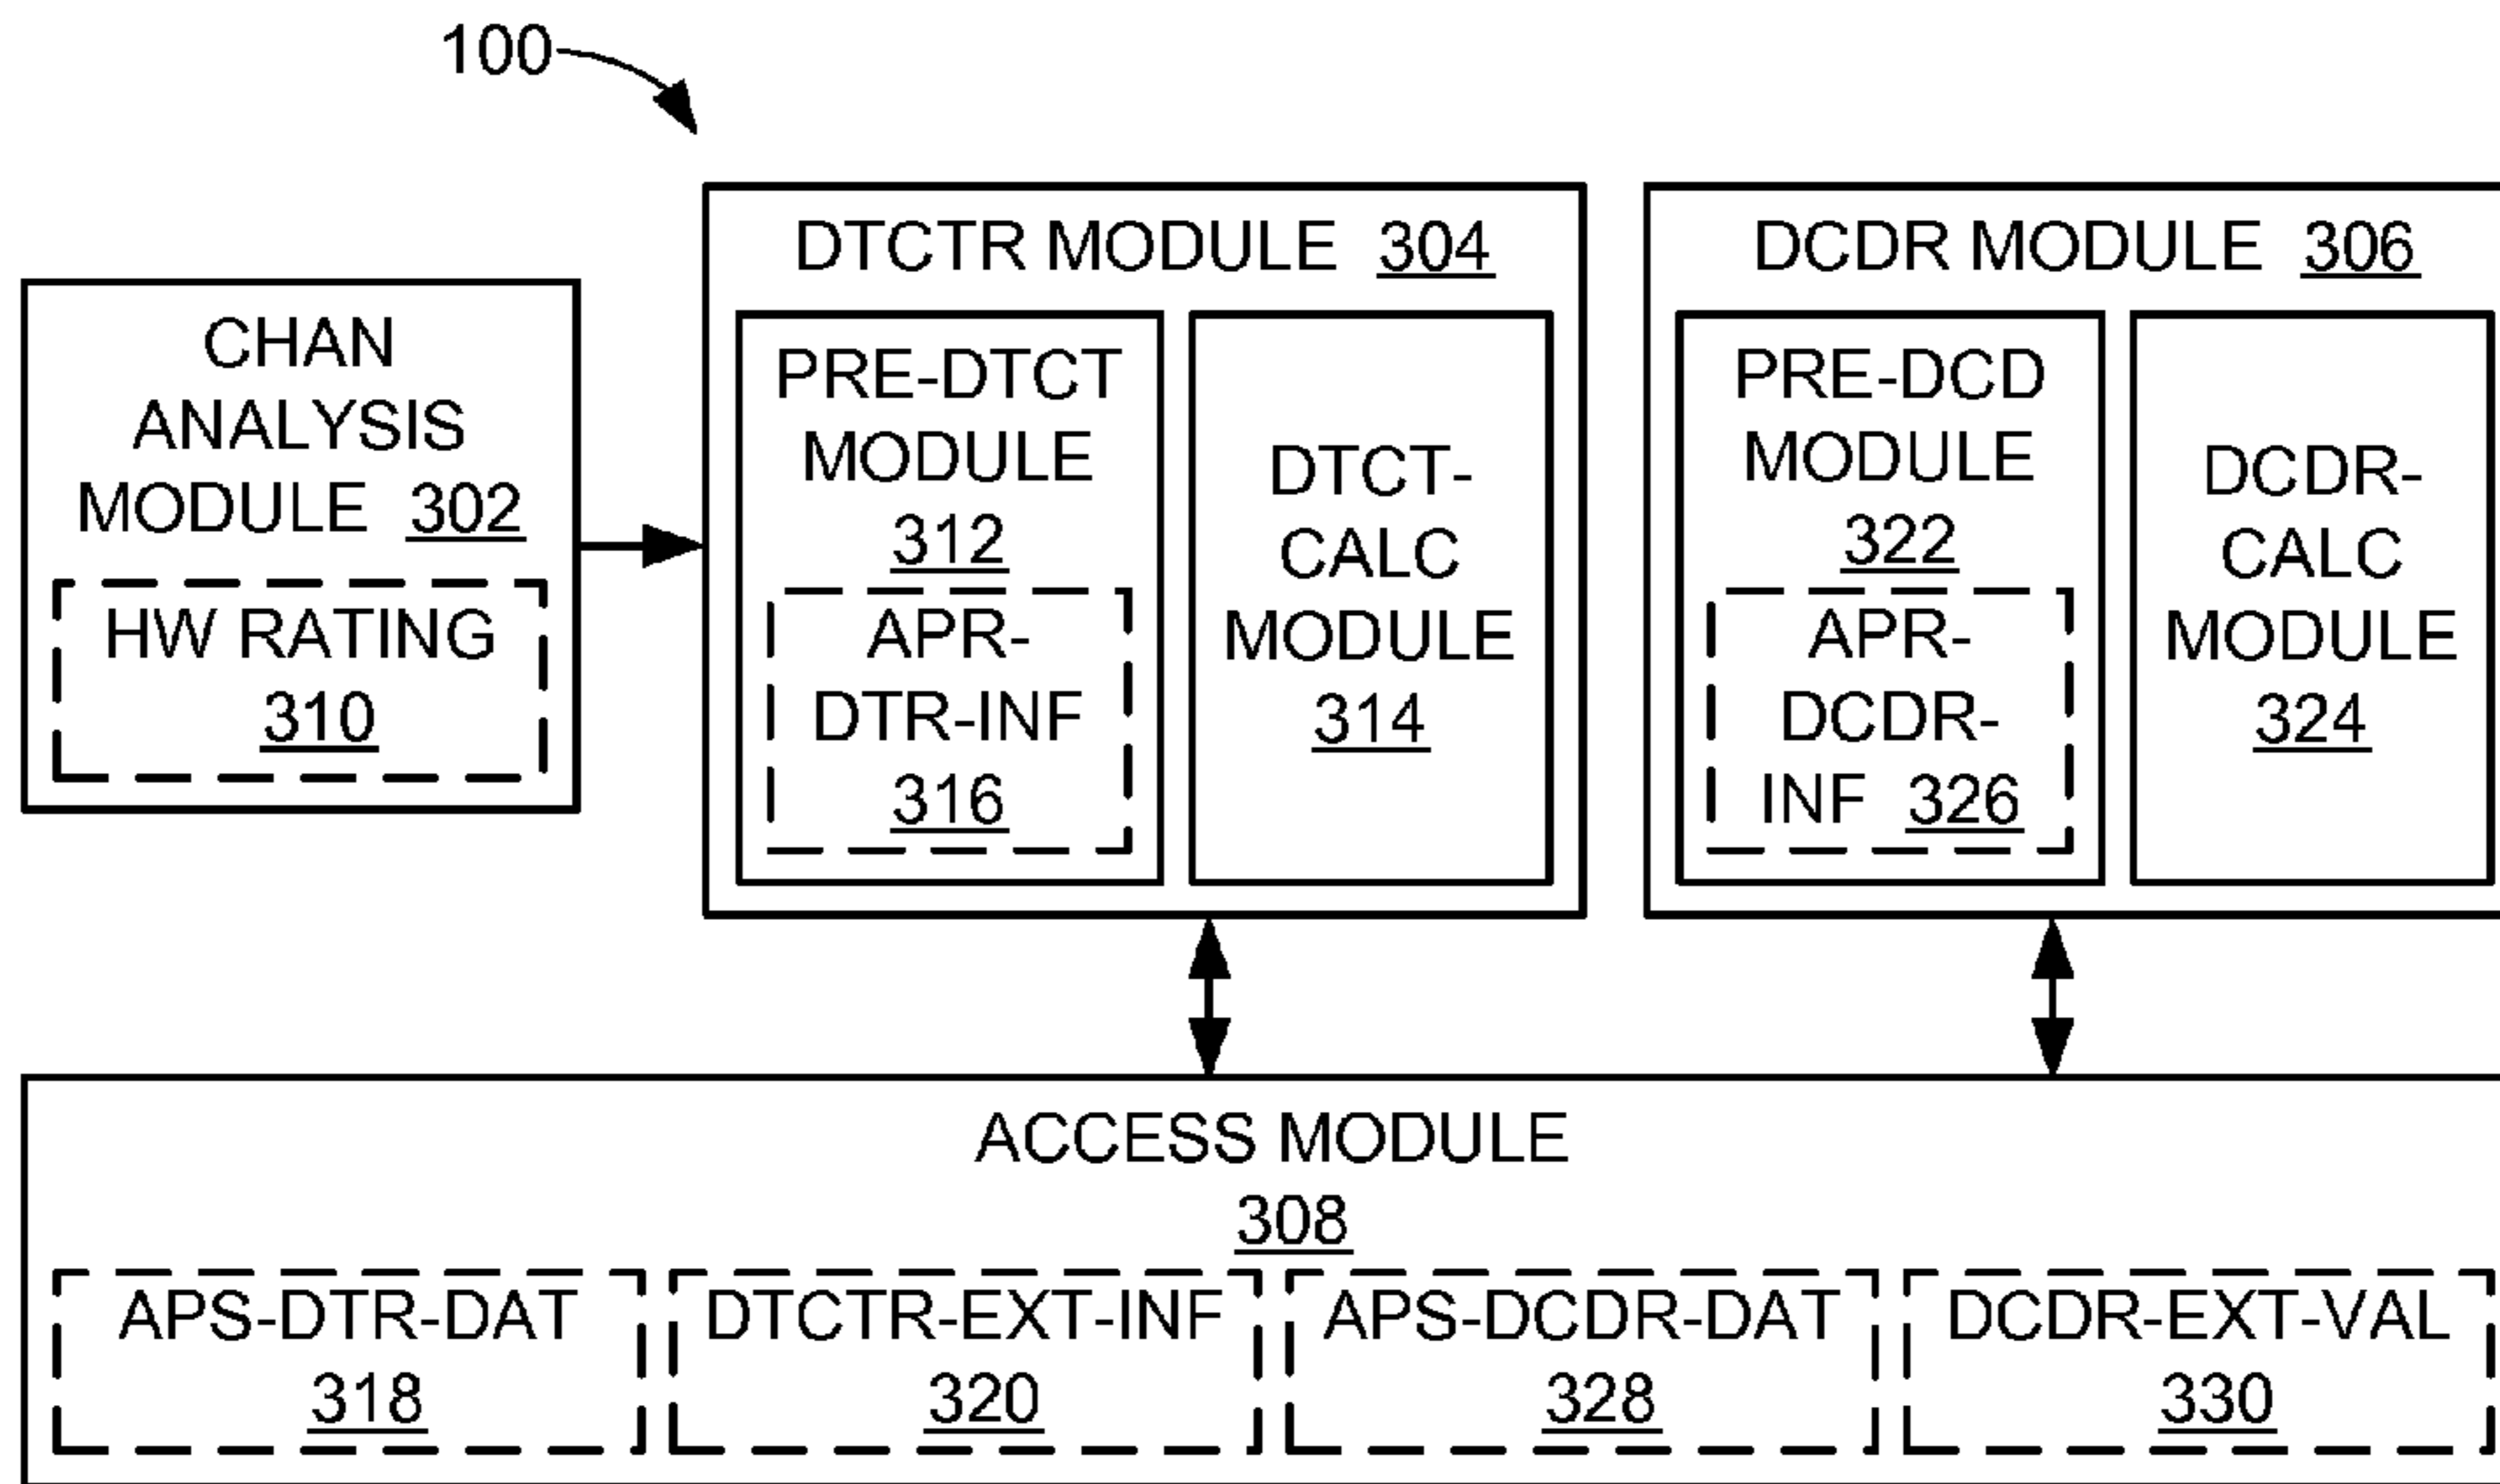 100
DTCTR MODULE 304
DCDR MODULE 306
CHAN
ANALYSIS
MODULE 302
HW RATING
310
PRE-DTCT
MODULE
312
APR-
DTR-INF
316
DTCT-
CALC
MODULE
314
PRE-DCD
MODULE
322
APR-
DCDR-
INF 326
DCDR-
CALC
MODULE
324
ACCESS MODULE
308
APS-DTR-DAT
318
DTCTR-EXT-INF
320
APS-DCDR-DAT
328
DCDR-EXT-VAL
330